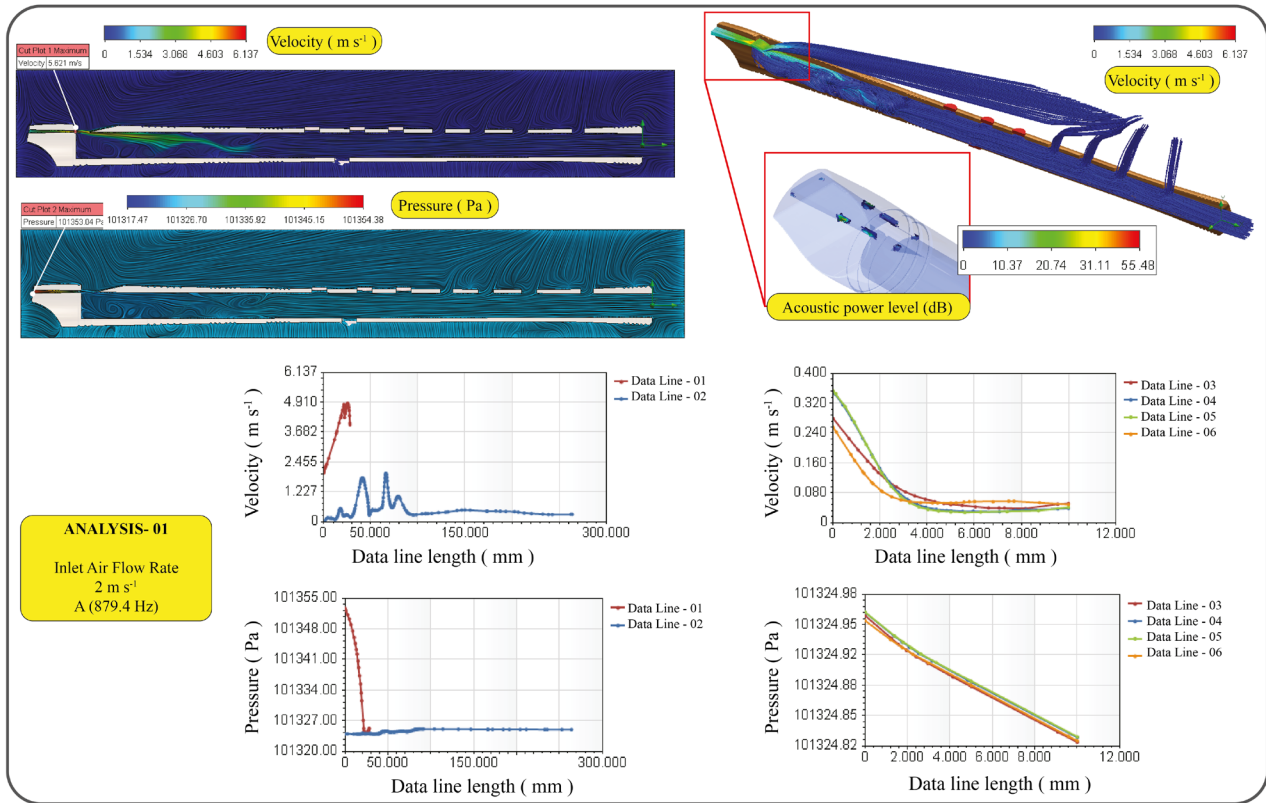 0 1.534 3.068 4.603 6.137
Velocity ( m s⁻¹ )
Cut Plot 1 Maximum
Velocity 5.621 m/s
101317.47 101326.70 101335.92 101345.15 101354.38
Pressure ( Pa )
Cut Plot 2 Maximum
Pressure 101353.04 Pa
0 1.534 3.068 4.603 6.137
Velocity ( m s⁻¹ )
0 10.37 20.74 31.11 55.48
Acoustic power level (dB)
ANALYSIS- 01
Inlet Air Flow Rate
2 m s⁻¹
A (879.4 Hz)
Velocity ( m s⁻¹ )
6.137
4.910
3.682
2.455
1.227
0
0 50.000 150.000 300.000
Data line length ( mm )
Data Line - 01
Data Line - 02
Velocity ( m s⁻¹ )
0.400
0.320
0.240
0.160
0.080
0
0 2.000 4.000 6.000 8.000 12.000
Data line length ( mm )
Data Line - 03
Data Line - 04
Data Line - 05
Data Line - 06
Pressure ( Pa )
101355.00
101348.00
101341.00
101334.00
101327.00
101320.00
0 50.000 150.000 300.000
Data line length ( mm )
Data Line - 01
Data Line - 02
Pressure ( Pa )
101324.98
101324.95
101324.92
101324.88
101324.85
101324.82
0 2.000 4.000 6.000 8.000 12.000
Data line length ( mm )
Data Line - 03
Data Line - 04
Data Line - 05
Data Line - 06